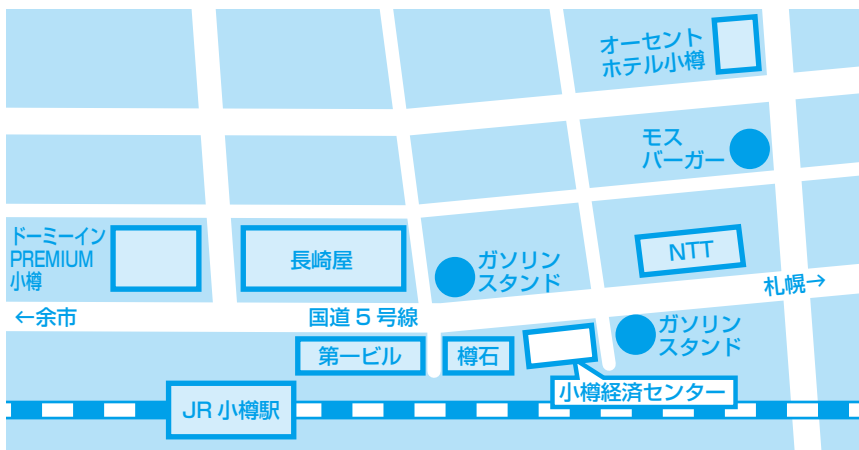 オーセント
ホテル小樽
モス
バーガー
ドーミーイン
PREMIUM
小樽
長崎屋
ガソリン
スタンド
NTT
札幌→
←余市
国道5号線
ガソリン
スタンド
第一ビル
樽石
小樽経済センター
JR小樽駅